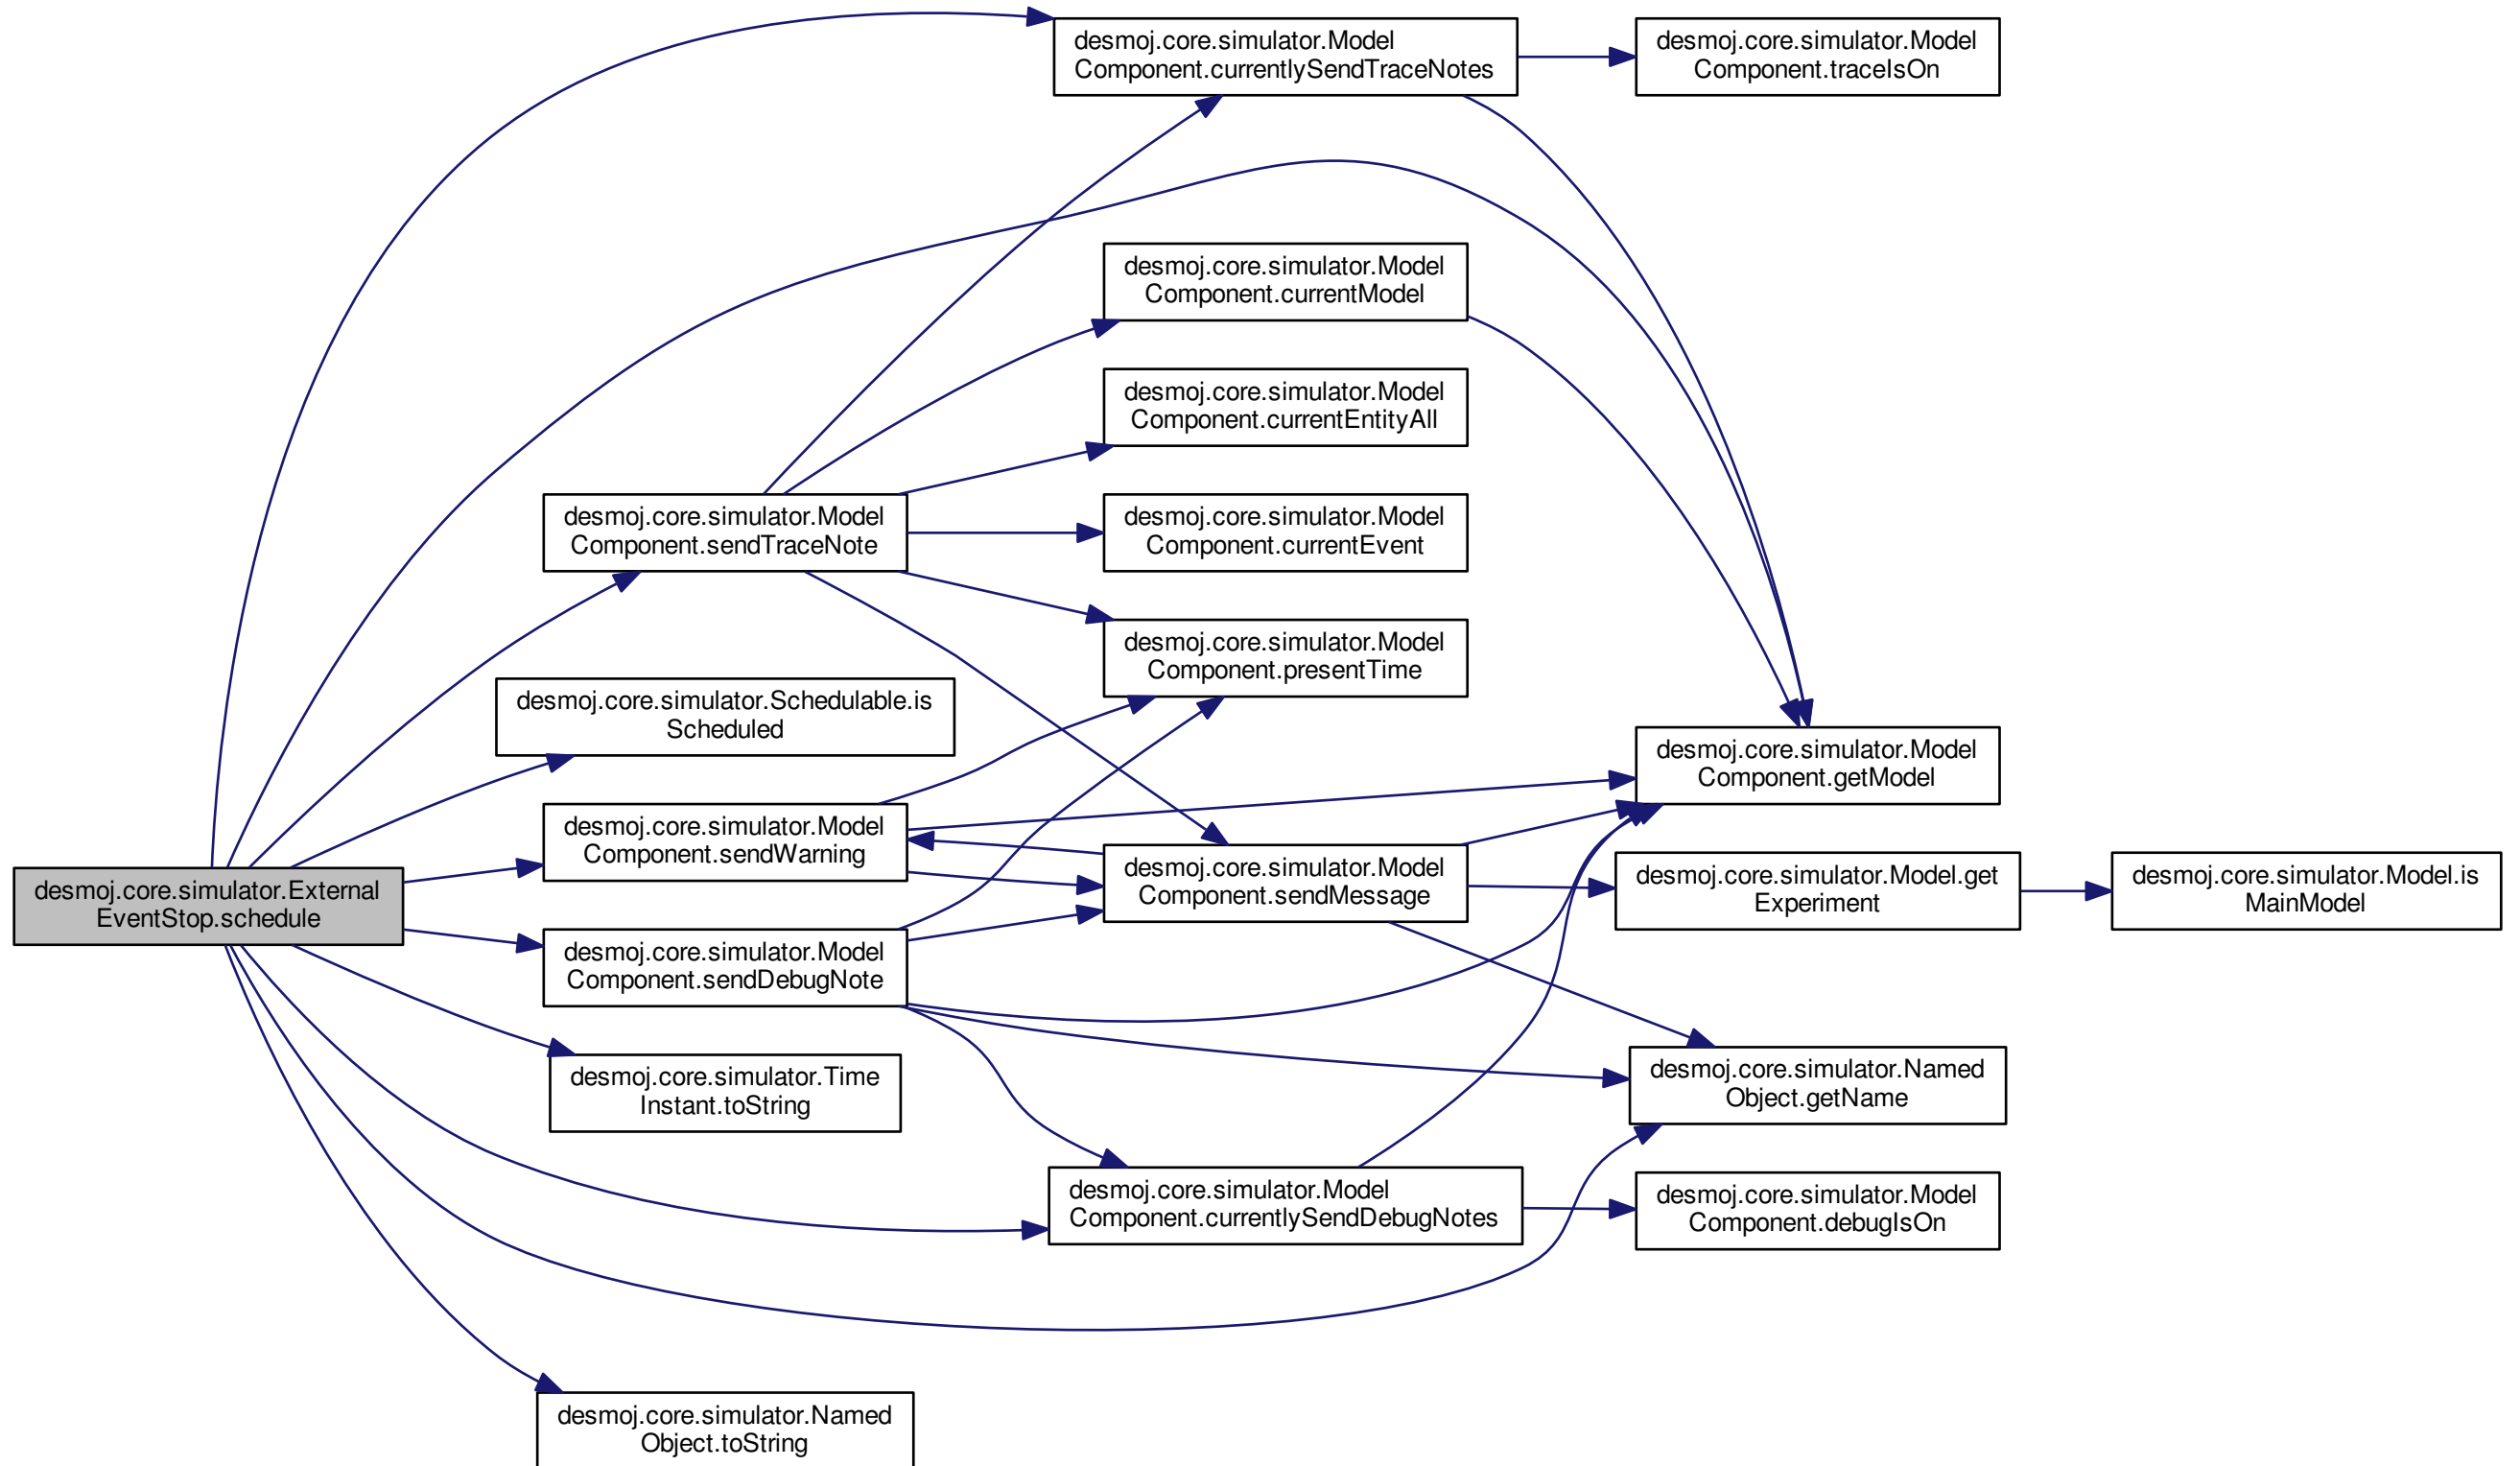 desmoj.core.simulator.Model
Component.currentlySendTraceNotes
desmoj.core.simulator.Model
Component.traceIsOn
desmoj.core.simulator.Model
Component.currentModel
desmoj.core.simulator.Model
Component.currentEntityAll
desmoj.core.simulator.Model
Component.sendTraceNote
desmoj.core.simulator.Model
Component.currentEvent
desmoj.core.simulator.Model
Component.presentTime
desmoj.core.simulator.Schedulable.is
Scheduled
desmoj.core.simulator.Model
Component.getModel
desmoj.core.simulator.Model
Component.sendWarning
desmoj.core.simulator.External
EventStop.schedule
desmoj.core.simulator.Model
Component.sendMessage
desmoj.core.simulator.Model.get
Experiment
desmoj.core.simulator.Model.is
MainModel
desmoj.core.simulator.Model
Component.sendDebugNote
desmoj.core.simulator.Time
Instant.toString
desmoj.core.simulator.Named
Object.getName
desmoj.core.simulator.Model
Component.currentlySendDebugNotes
desmoj.core.simulator.Model
Component.debugIsOn
desmoj.core.simulator.Named
Object.toString